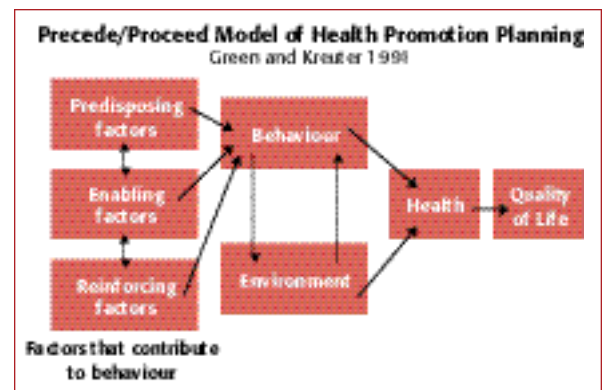 Precede/Proceed Model of Health Promotion Planning
Green and Kreuter 1991
Predisposing
factors
Enabling
factors
Reinforcing
factors
Factors that contribute
to behaviour
Behaviour
Environment
Health
Quality
of Life